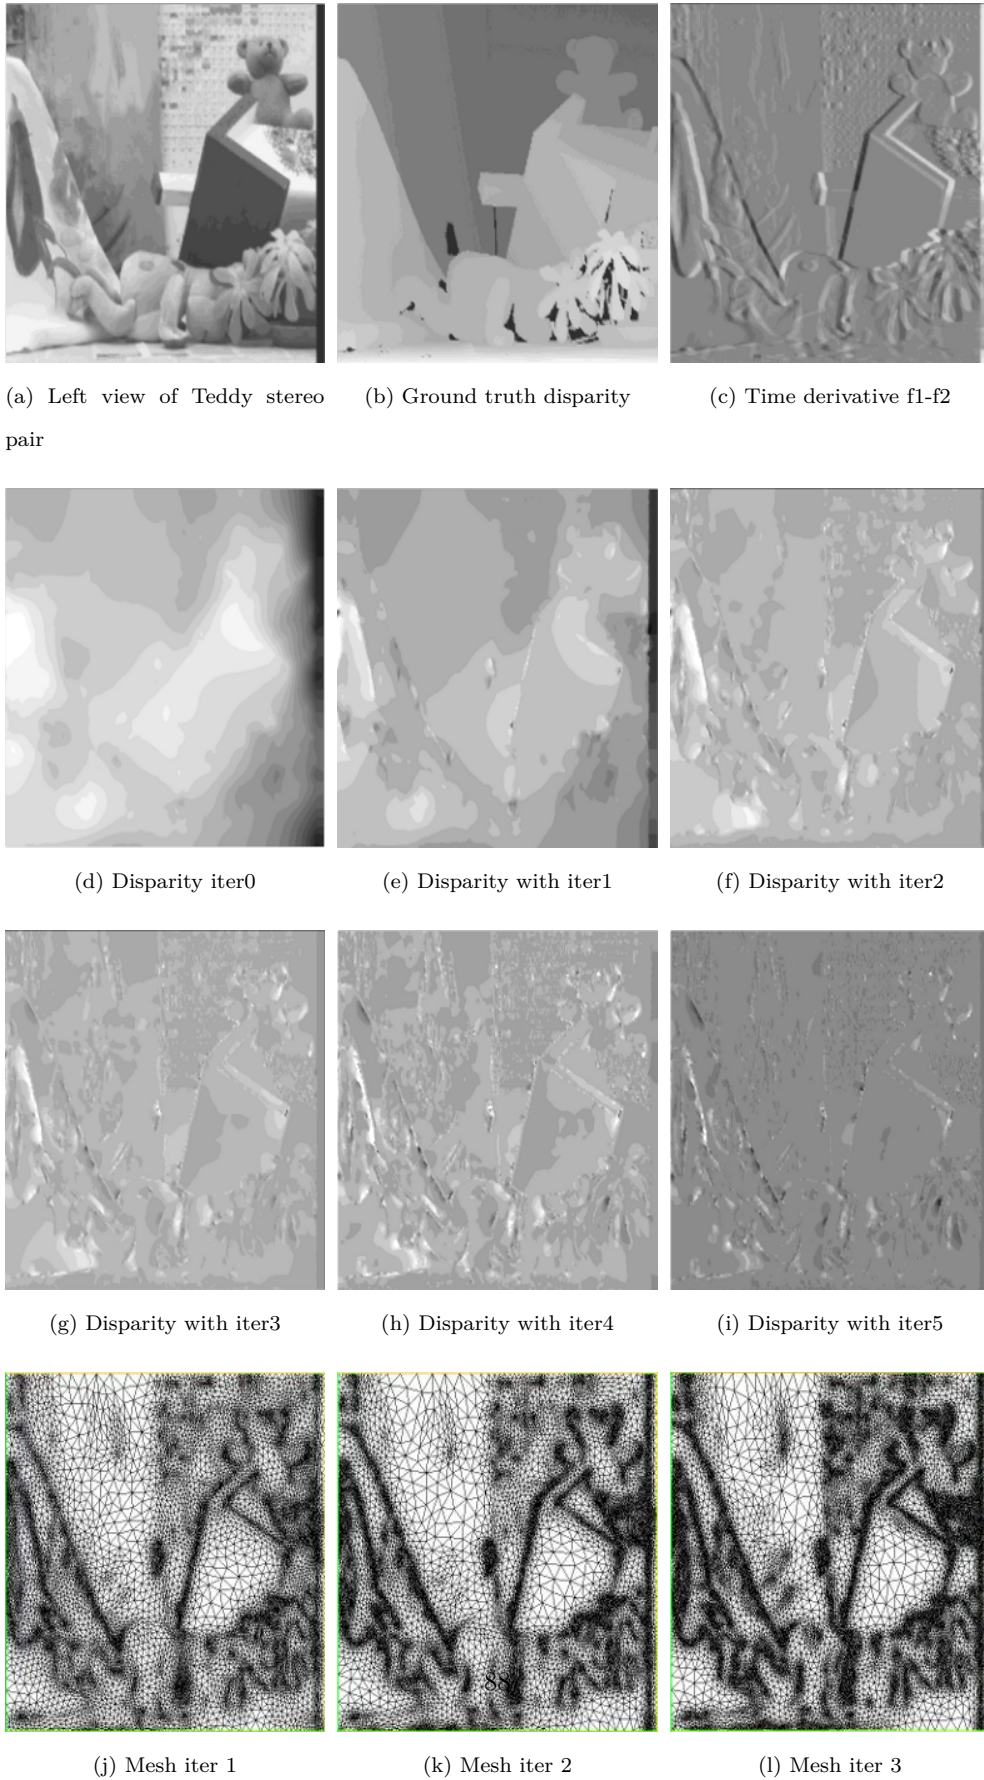 (a) Left view of Teddy stereo
pair
(b) Ground truth disparity
(c) Time derivative f1-f2
(d) Disparity iter0
(e) Disparity with iter1
(f) Disparity with iter2
(g) Disparity with iter3
(h) Disparity with iter4
(i) Disparity with iter5
88
(j) Mesh iter 1
(k) Mesh iter 2
(l) Mesh iter 3